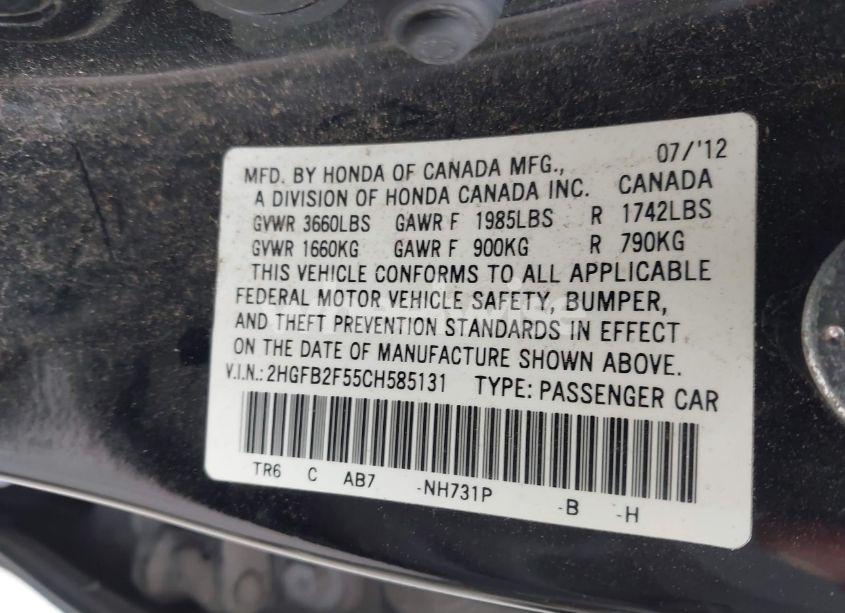 MFD. BY HONDA OF CANADA MFG., 07/'12
A DIVISION OF HONDA CANADA INC. CANADA
GVWR 3660LBS GAWR F 1985LBS R 1742LBS
GVWR 1660KG GAWR F 900KG R 790KG
THIS VEHICLE CONFORMS TO ALL APPLICABLE
FEDERAL MOTOR VEHICLE SAFETY, BUMPER,
AND THEFT PREVENTION STANDARDS IN EFFECT
ON THE DATE OF MANUFACTURE SHOWN ABOVE.
V.I.N.: 2HGFB2F55CH585131 TYPE: PASSENGER CAR
TR6 C AB7 -NH731P -B -H